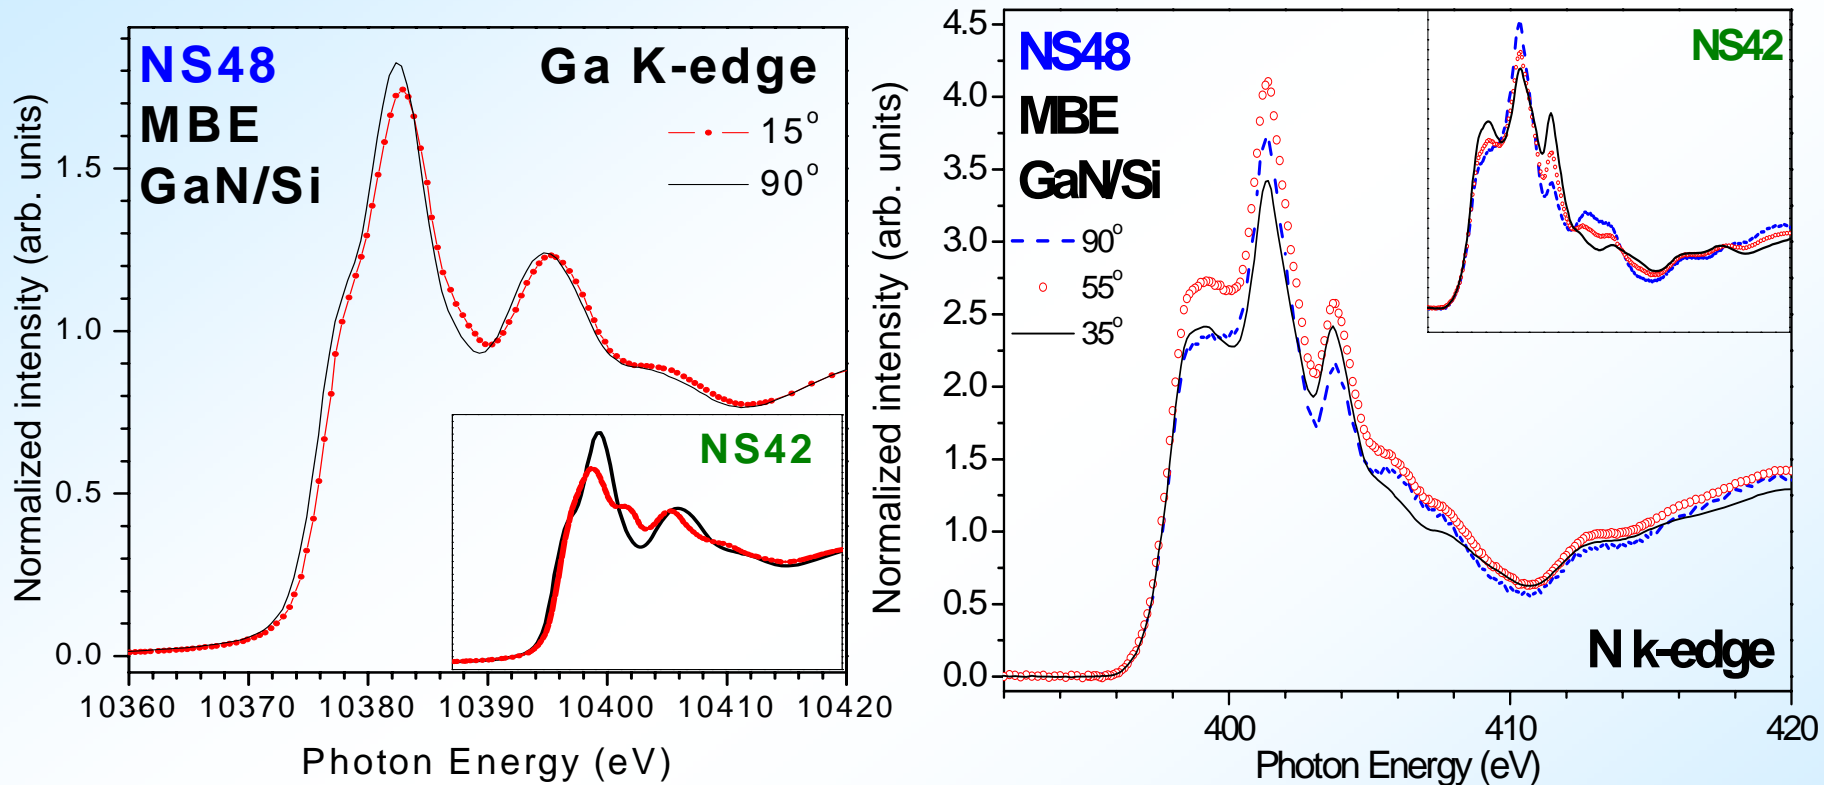 NS48
MBE
GaN/Si
Ga K-edge
15°
90°
NS42
Normalized intensity (arb. units)
1.5
1.0
0.5
0.0
10360 10370 10380 10390 10400 10410 10420
Photon Energy (eV)
NS48
MBE
GaN/Si
90°
55°
35°
NS42
N k-edge
Normalized intensity (arb. units)
4.5
4.0
3.5
3.0
2.5
2.0
1.5
1.0
0.5
0.0
400 410 420
Photon Energy (eV)